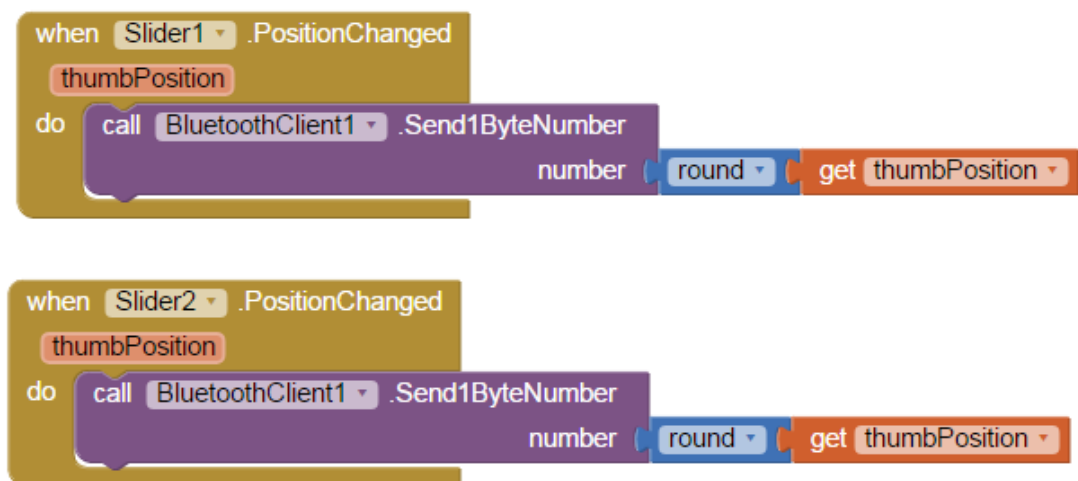 when Slider1 .PositionChanged
thumbPosition
do call BluetoothClient1 .Send1ByteNumber
number round get thumbPosition
when Slider2 .PositionChanged
thumbPosition
do call BluetoothClient1 .Send1ByteNumber
number round get thumbPosition